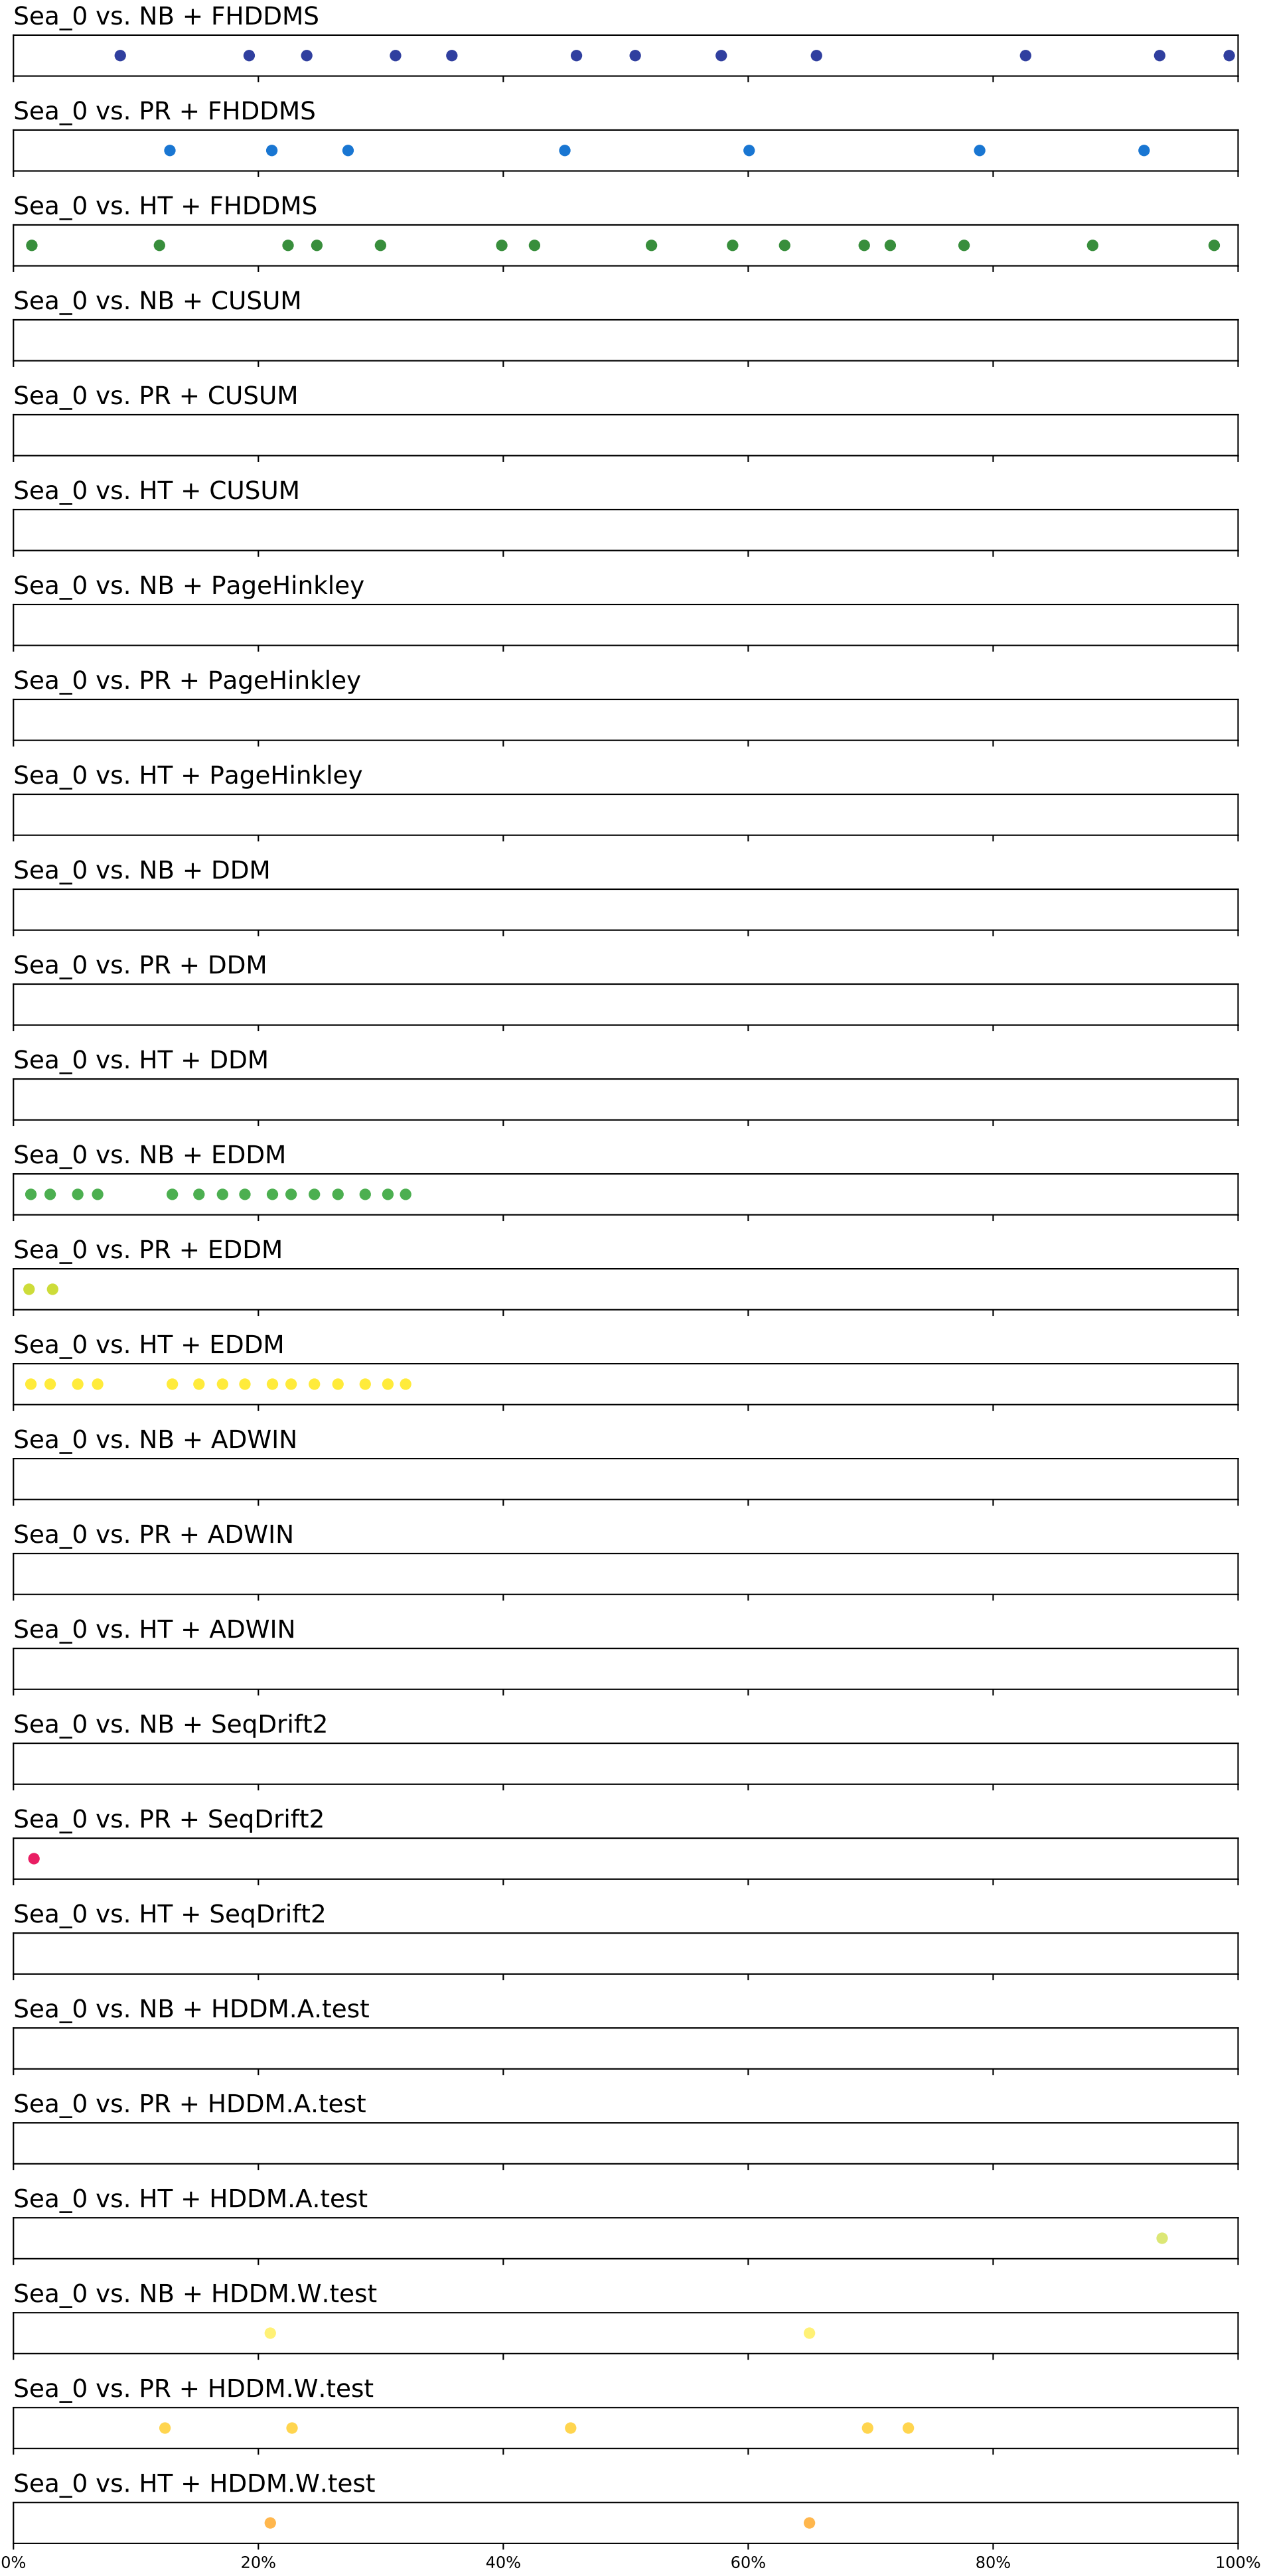 Sea_0 vs. NB + FHDDMS
Sea_0 vs. PR + FHDDMS
Sea_0 vs. HT + FHDDMS
Sea_0 vs. NB + CUSUM
Sea_0 vs. PR + CUSUM
Sea_0 vs. HT + CUSUM
Sea_0 vs. NB + PageHinkley
Sea_0 vs. PR + PageHinkley
Sea_0 vs. HT + PageHinkley
Sea_0 vs. NB + DDM
Sea_0 vs. PR + DDM
Sea_0 vs. HT + DDM
Sea_0 vs. NB + EDDM
Sea_0 vs. PR + EDDM
Sea_0 vs. HT + EDDM
Sea_0 vs. NB + ADWIN
Sea_0 vs. PR + ADWIN
Sea_0 vs. HT + ADWIN
Sea_0 vs. NB + SeqDrift2
Sea_0 vs. PR + SeqDrift2
Sea_0 vs. HT + SeqDrift2
Sea_0 vs. NB + HDDM.A.test
Sea_0 vs. PR + HDDM.A.test
Sea_0 vs. HT + HDDM.A.test
Sea_0 vs. NB + HDDM.W.test
Sea_0 vs. PR + HDDM.W.test
Sea_0 vs. HT + HDDM.W.test
0% 20% 40% 60% 80% 100%